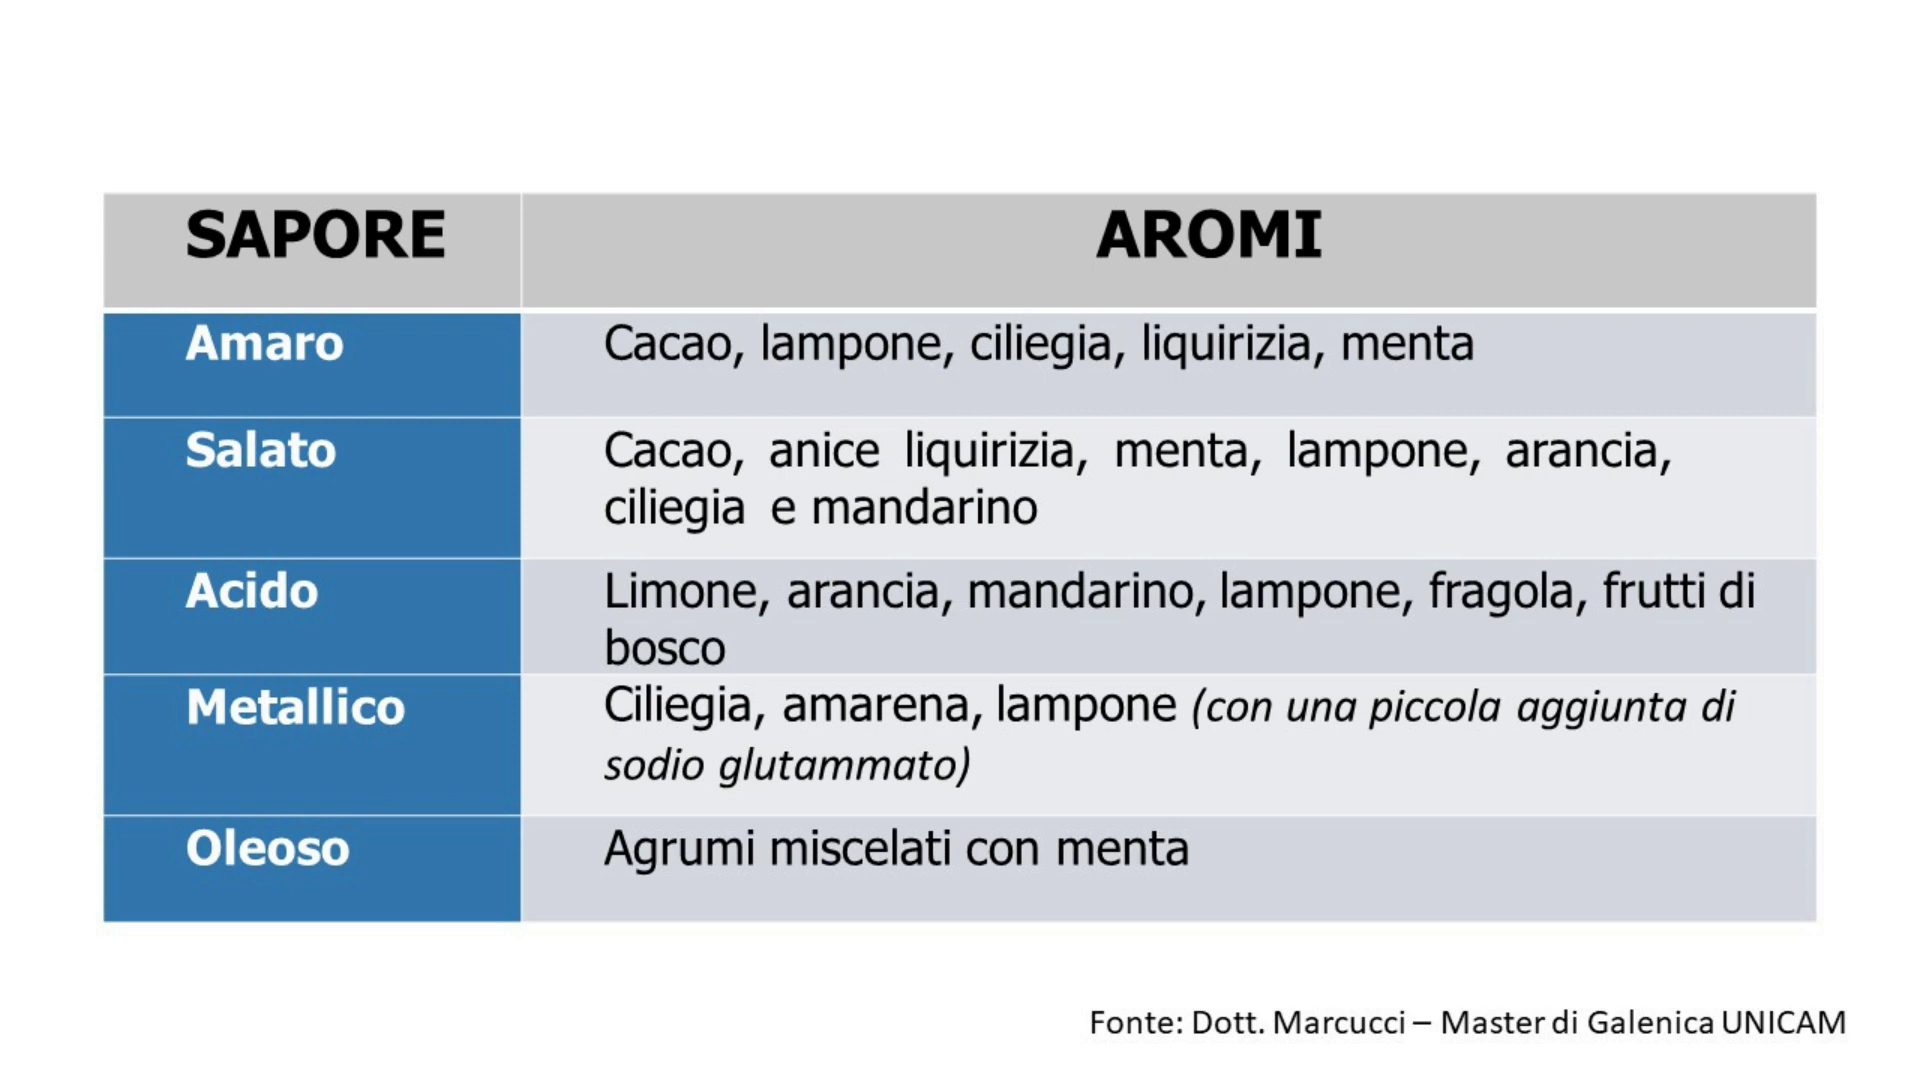 SAPORE
AROMI
Amaro
Cacao, lampone, ciliegia, liquirizia, menta
Salato
Cacao, anice liquirizia, menta, lampone, arancia,
ciliegia e mandarino
Acido
Limone, arancia, mandarino, lampone, fragola, frutti di
bosco
Metallico
Ciliegia, amarena, lampone (con una piccola aggiunta di
sodio glutammato)
Oleoso
Agrumi miscelati con menta
Fonte: Dott. Marcucci – Master di Galenica UNICAM